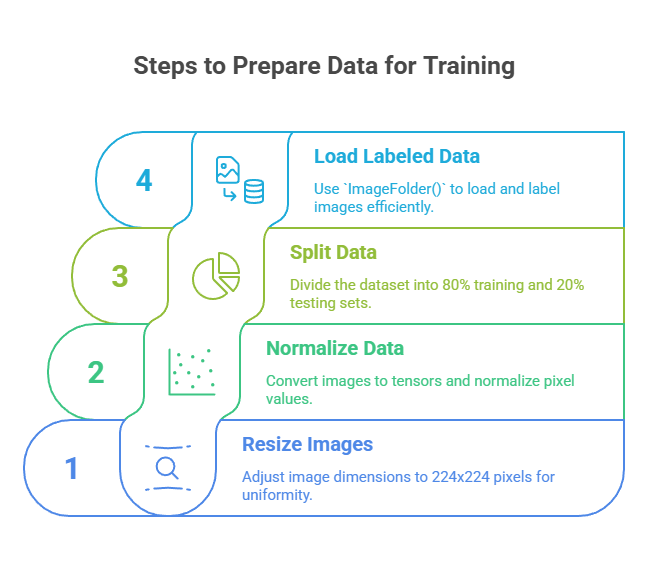 Steps to Prepare Data for Training
4
Load Labeled Data
Use `ImageFolder()` to load and label
images efficiently.
3
Split Data
Divide the dataset into 80% training and 20%
testing sets.
2
Normalize Data
Convert images to tensors and normalize pixel
values.
1
Resize Images
Adjust image dimensions to 224x224 pixels for
uniformity.